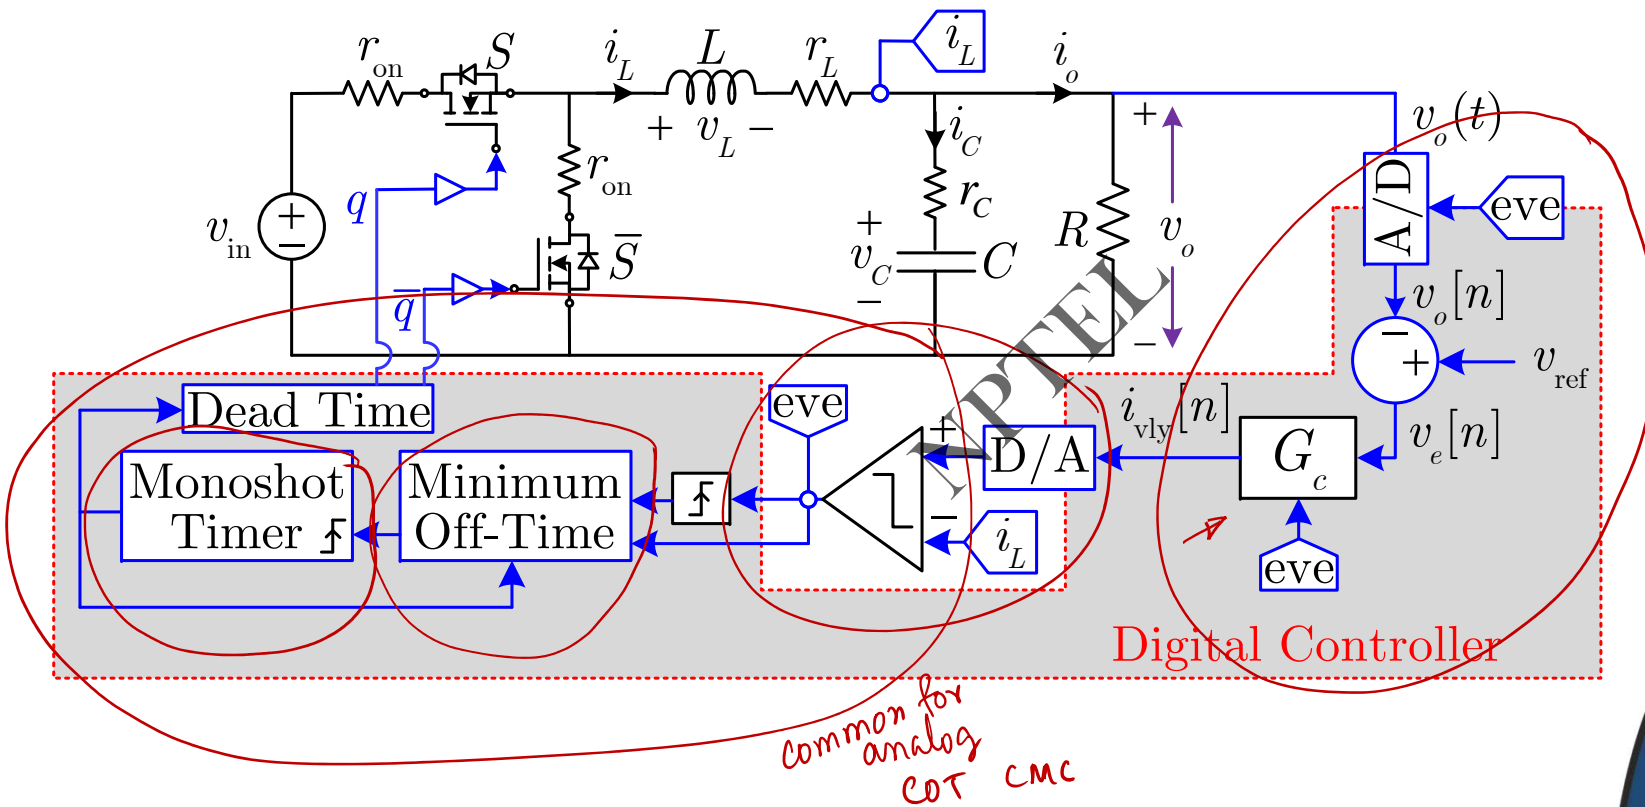 r_on
S
i_L
L
r_L
i_L
i_o
+ v_L −
i_C
+
v_o(t)
q
r_on
r_C
A/D
eve
v_in
+
−
S̅
+
v_C
−
C
R
v_o
q̅
−
v_o[n]
−
+
v_ref
NPTEL
Dead Time
eve
i_vly[n]
v_e[n]
+
D/A
G_c
Monoshot
Timer
Minimum
Off-Time
−
i_L
eve
Digital Controller
common for
analog
COT CMC